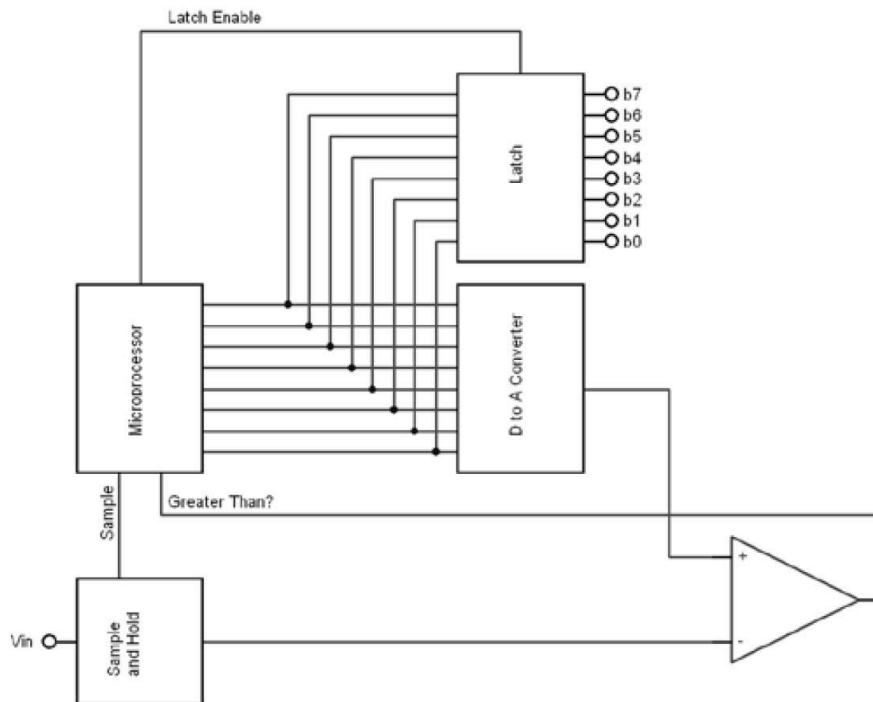 Latch Enable
Latch
b7
b6
b5
b4
b3
b2
b1
b0
Microprocessor
D to A Converter
Sample
Greater Than?
+
-
Vin
Sample
and Hold